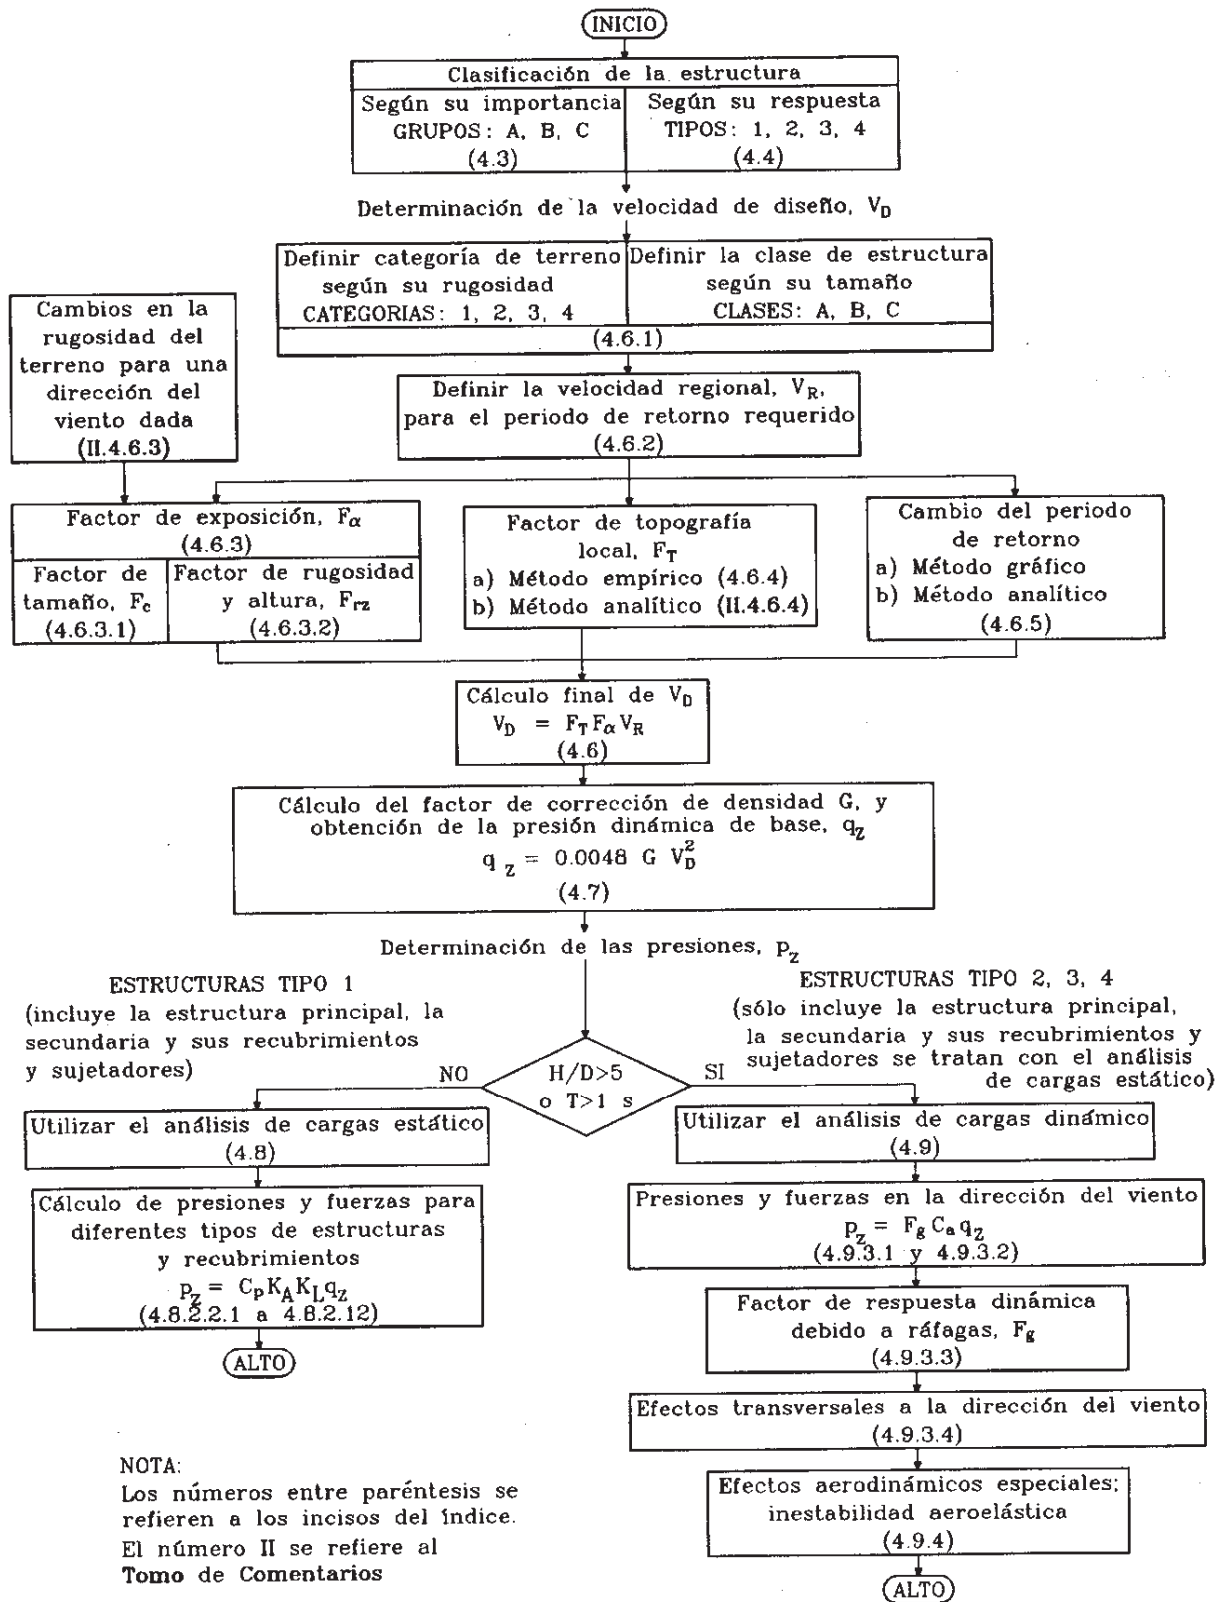 INICIO
Clasificación de la estructura
Según su importancia
GRUPOS: A, B, C
(4.3)
Según su respuesta
TIPOS: 1, 2, 3, 4
(4.4)
Determinación de la velocidad de diseño, V_D
Definir categoría de terreno
según su rugosidad
CATEGORIAS: 1, 2, 3, 4
Definir la clase de estructura
según su tamaño
CLASES: A, B, C
(4.6.1)
Cambios en la
rugosidad del
terreno para una
dirección del
viento dada
(II.4.6.3)
Definir la velocidad regional, V_R,
para el periodo de retorno requerido
(4.6.2)
Factor de exposición, F_α
(4.6.3)
Factor de
tamaño, F_c
(4.6.3.1)
Factor de rugosidad
y altura, F_rz
(4.6.3.2)
Factor de topografía
local, F_T
a) Método empírico (4.6.4)
b) Método analítico (II.4.6.4)
Cambio del periodo
de retorno
a) Método gráfico
b) Método analítico
(4.6.5)
Cálculo final de V_D
V_D = F_T F_α V_R
(4.6)
Cálculo del factor de corrección de densidad G, y
obtención de la presión dinámica de base, q_z
q_z = 0.0048 G V_D^2
(4.7)
Determinación de las presiones, p_z
ESTRUCTURAS TIPO 1
(incluye la estructura principal, la
secundaria y sus recubrimientos
y sujetadores)
ESTRUCTURAS TIPO 2, 3, 4
(sólo incluye la estructura principal,
la secundaria y sus recubrimientos y
sujetadores se tratan con el análisis
de cargas estático)
NO
H/D>5
o T>1 s
SI
Utilizar el análisis de cargas estático
(4.8)
Cálculo de presiones y fuerzas para
diferentes tipos de estructuras
y recubrimientos
p_z = C_p K_A K_L q_z
(4.8.2.2.1 a 4.8.2.12)
ALTO
Utilizar el análisis de cargas dinámico
(4.9)
Presiones y fuerzas en la dirección del viento
p_z = F_g C_a q_z
(4.9.3.1 y 4.9.3.2)
Factor de respuesta dinámica
debido a ráfagas, F_g
(4.9.3.3)
Efectos transversales a la dirección del viento
(4.9.3.4)
Efectos aerodinámicos especiales;
inestabilidad aeroelástica
(4.9.4)
ALTO
NOTA:
Los números entre paréntesis se
refieren a los incisos del índice.
El número II se refiere al
Tomo de Comentarios